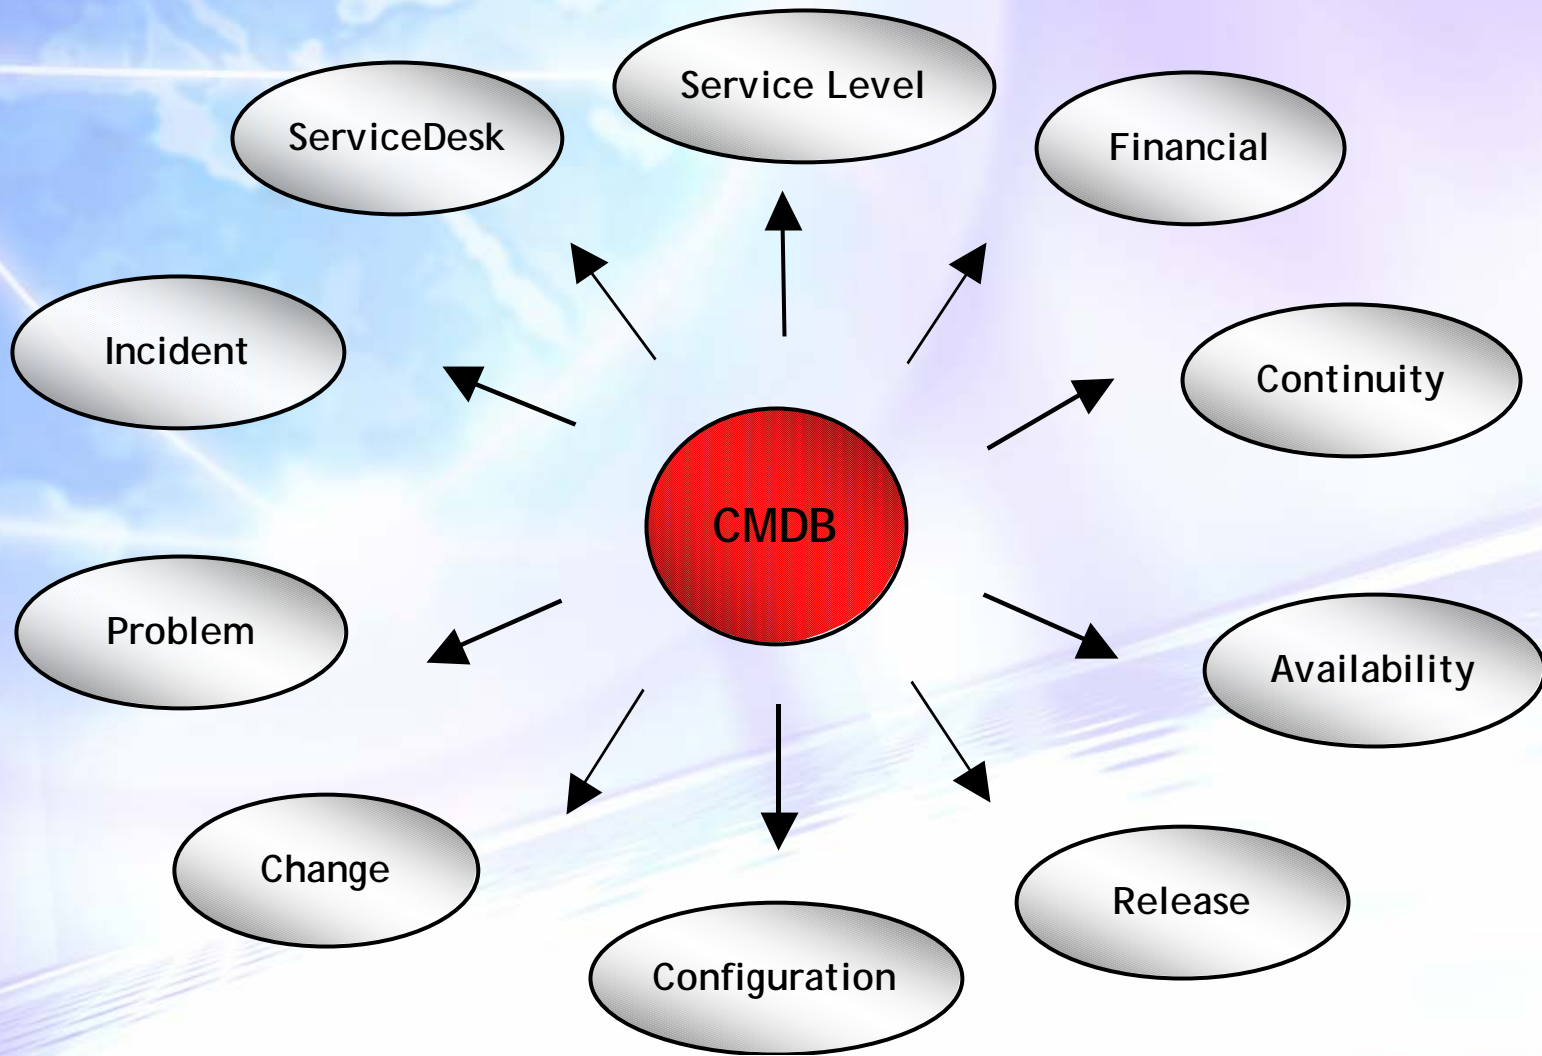 Service Level
ServiceDesk
Financial
Incident
Continuity
CMDB
Problem
Availability
Change
Release
Configuration